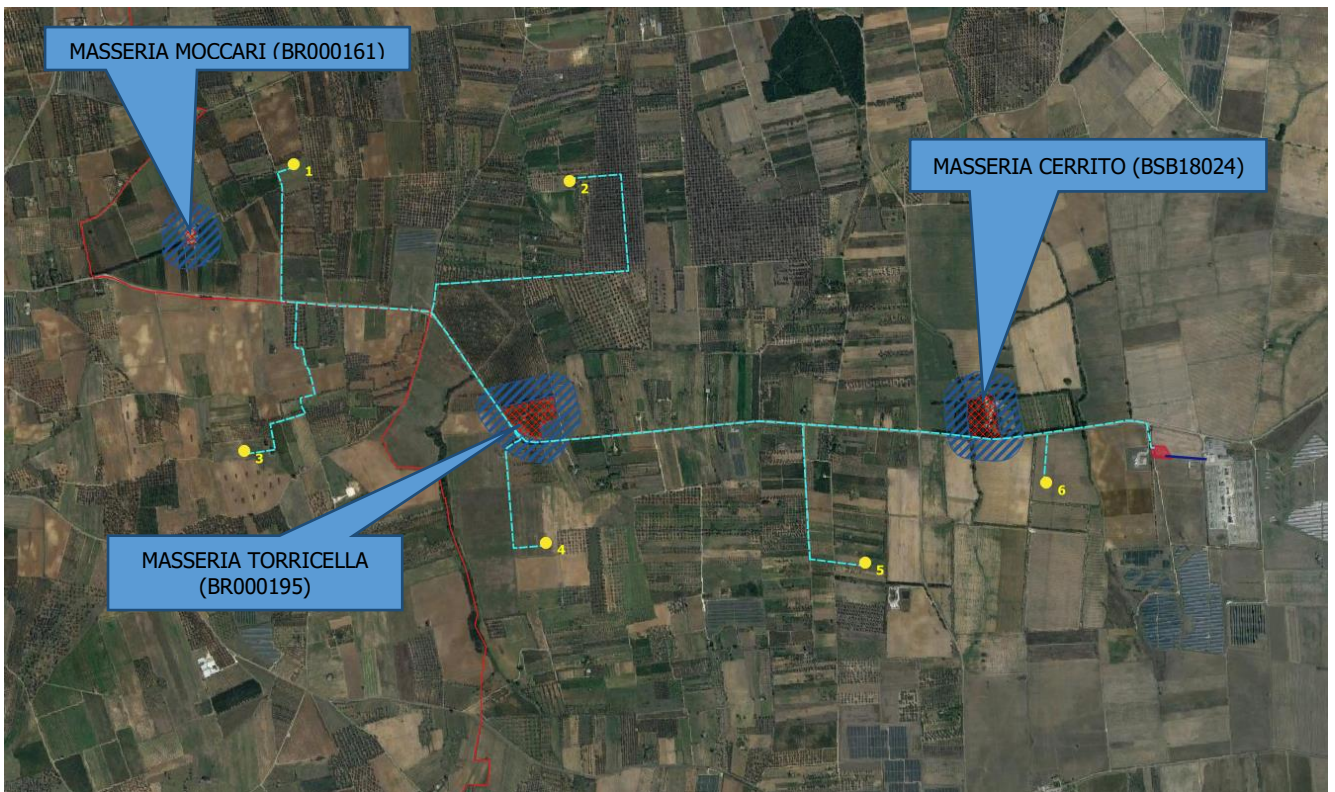 MASSERIA MOCCARI (BR000161)
1
2
MASSERIA CERRITO (BSB18024)
3
6
4
5
MASSERIA TORRICELLA
(BR000195)